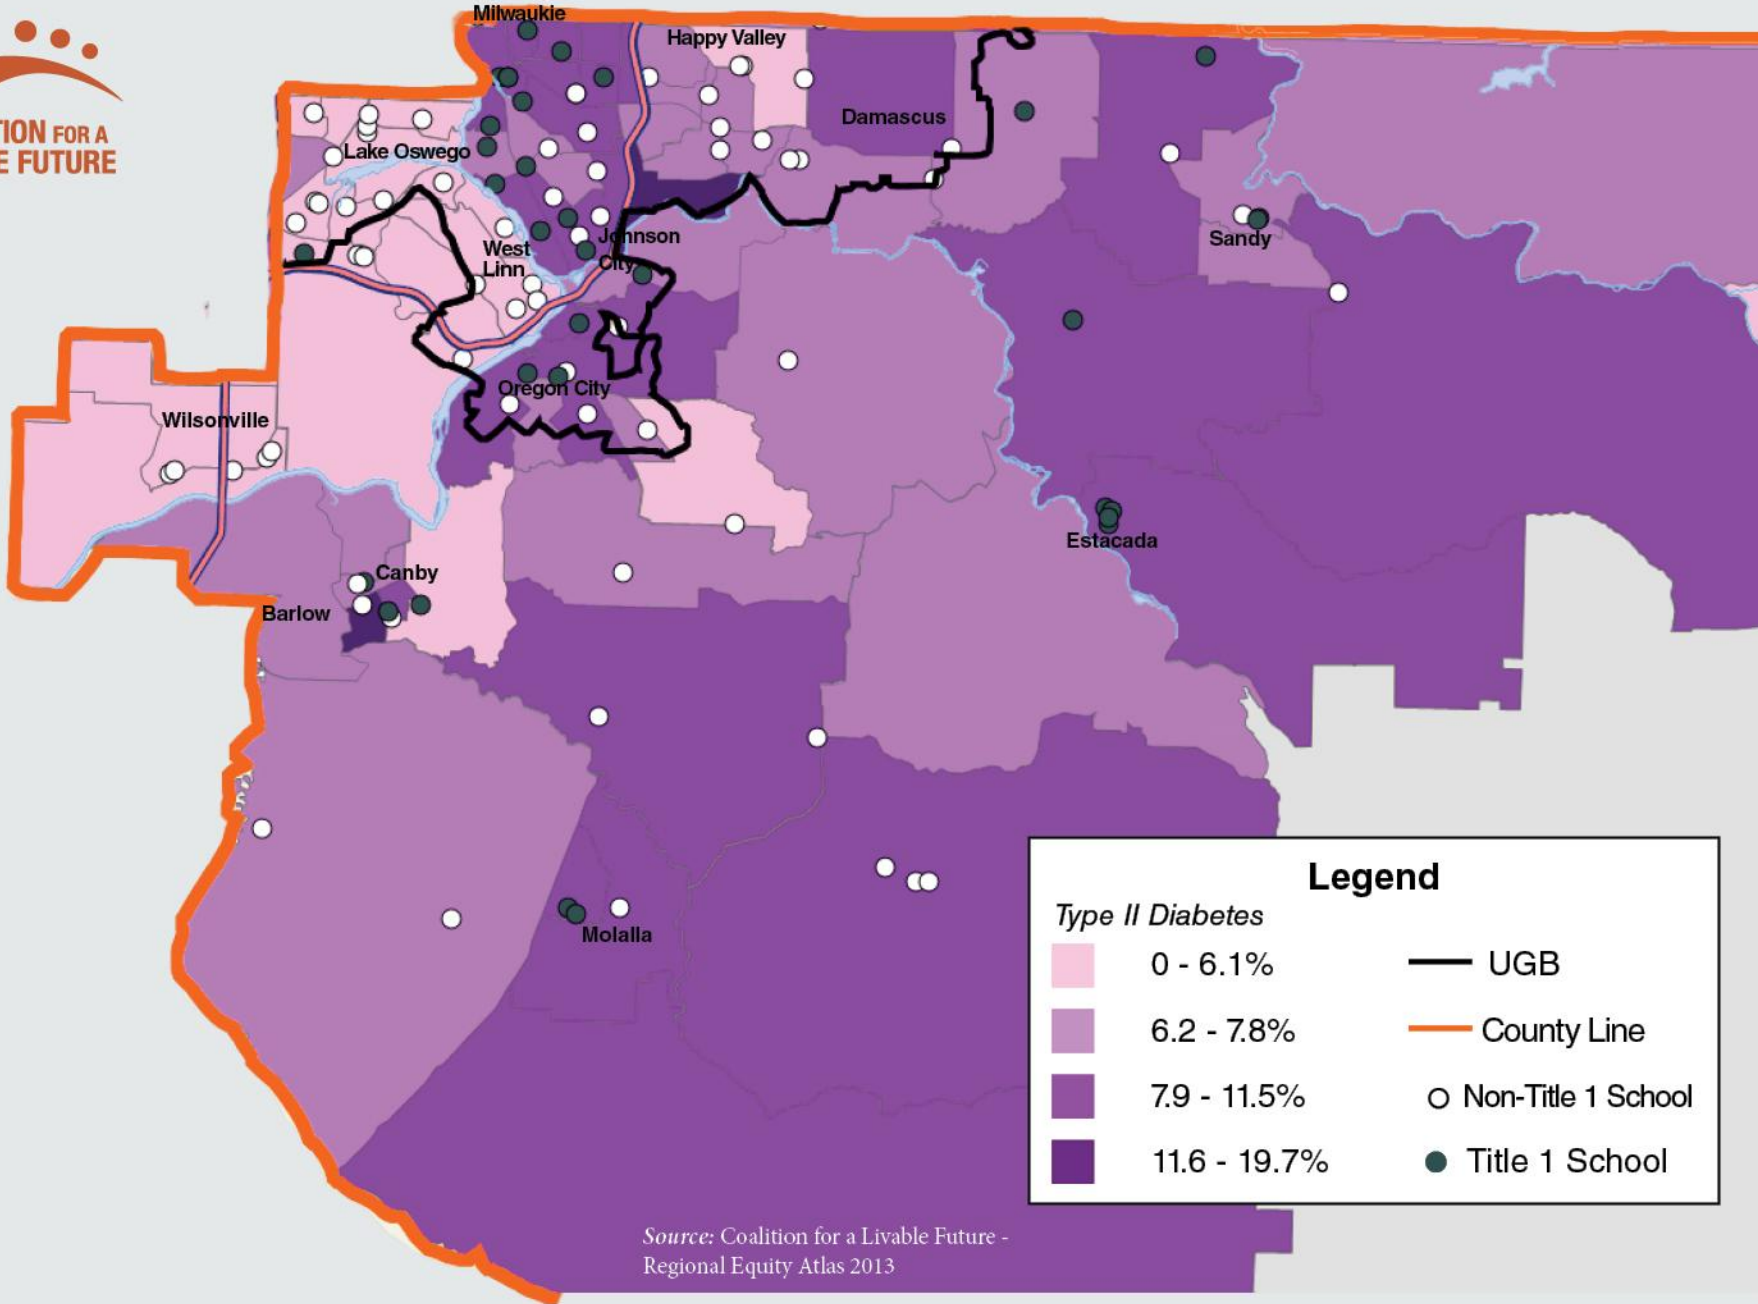 Milwaukie
Happy Valley
TION FOR A
E FUTURE
Lake Oswego
Damascus
West
Linn
Johnson
City
Sandy
Oregon City
Wilsonville
Estacada
Canby
Barlow
Molalla
Legend
Type II Diabetes
0 - 6.1%
UGB
6.2 - 7.8%
County Line
7.9 - 11.5%
Non-Title 1 School
11.6 - 19.7%
Title 1 School
Source: Coalition for a Livable Future -
Regional Equity Atlas 2013